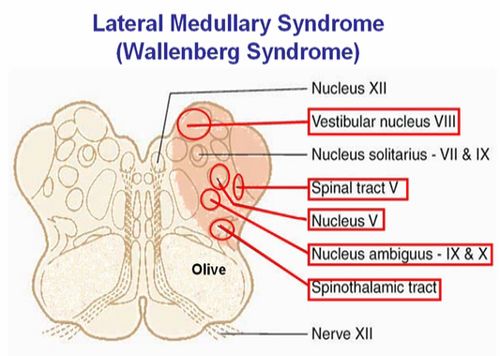 Lateral Medullary Syndrome
(Wallenberg Syndrome)
Nucleus XII
Vestibular nucleus VIII
Nucleus solitarius - VII & IX
Spinal tract V
Nucleus V
Nucleus ambiguus - IX & X
Olive
Spinothalamic tract
Nerve XII